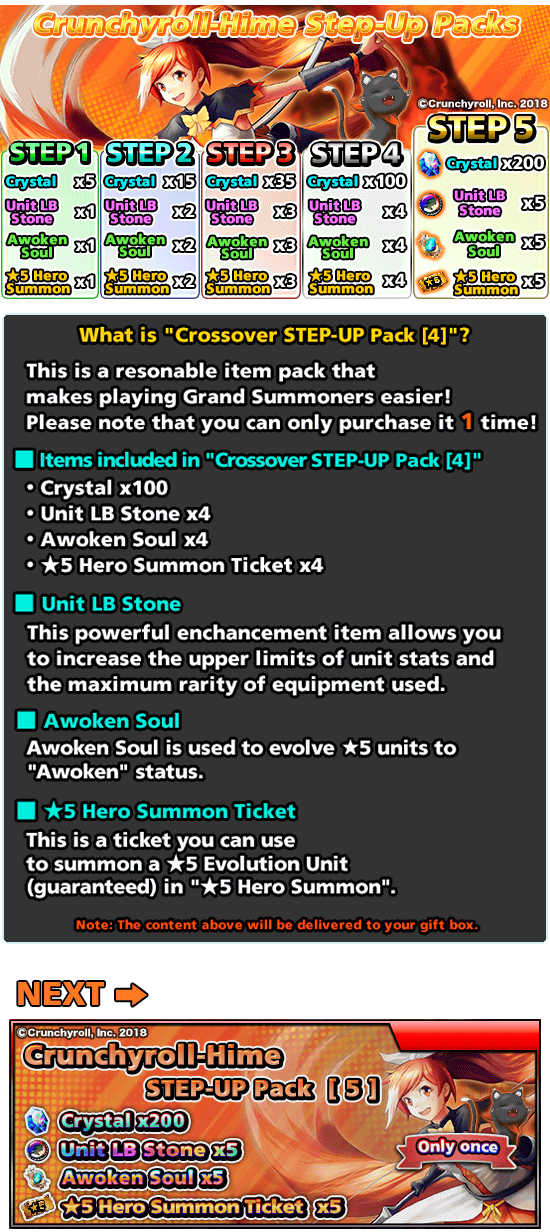 Crunchyroll-Hime Step-Up Packs
©Crunchyroll, Inc. 2018
STEP 1
Crystal x5
Unit LB Stone x1
Awoken Soul x1
★5 Hero Summon x1
STEP 2
Crystal x15
Unit LB Stone x2
Awoken Soul x2
★5 Hero Summon x2
STEP 3
Crystal x35
Unit LB Stone x3
Awoken Soul x3
★5 Hero Summon x3
STEP 4
Crystal x100
Unit LB Stone x4
Awoken Soul x4
★5 Hero Summon x4
STEP 5
Crystal x200
Unit LB Stone x5
Awoken Soul x5
★5 Hero Summon x5
What is "Crossover STEP-UP Pack [4]"?
This is a resonable item pack that
makes playing Grand Summoners easier!
Please note that you can only purchase it 1 time!
■ Items included in "Crossover STEP-UP Pack [4]"
・Crystal x100
・Unit LB Stone x4
・Awoken Soul x4
・★5 Hero Summon Ticket x4
■ Unit LB Stone
This powerful enchancement item allows you
to increase the upper limits of unit stats and
the maximum rarity of equipment used.
■ Awoken Soul
Awoken Soul is used to evolve ★5 units to
"Awoken" status.
■ ★5 Hero Summon Ticket
This is a ticket you can use
to summon a ★5 Evolution Unit
(guaranteed) in "★5 Hero Summon".
Note: The content above will be delivered to your gift box.
NEXT ➡
©Crunchyroll, Inc. 2018
Crunchyroll-Hime
STEP-UP Pack [5]
Crystal x200
Unit LB Stone x5
Awoken Soul x5
★5 Hero Summon Ticket x5
Only once